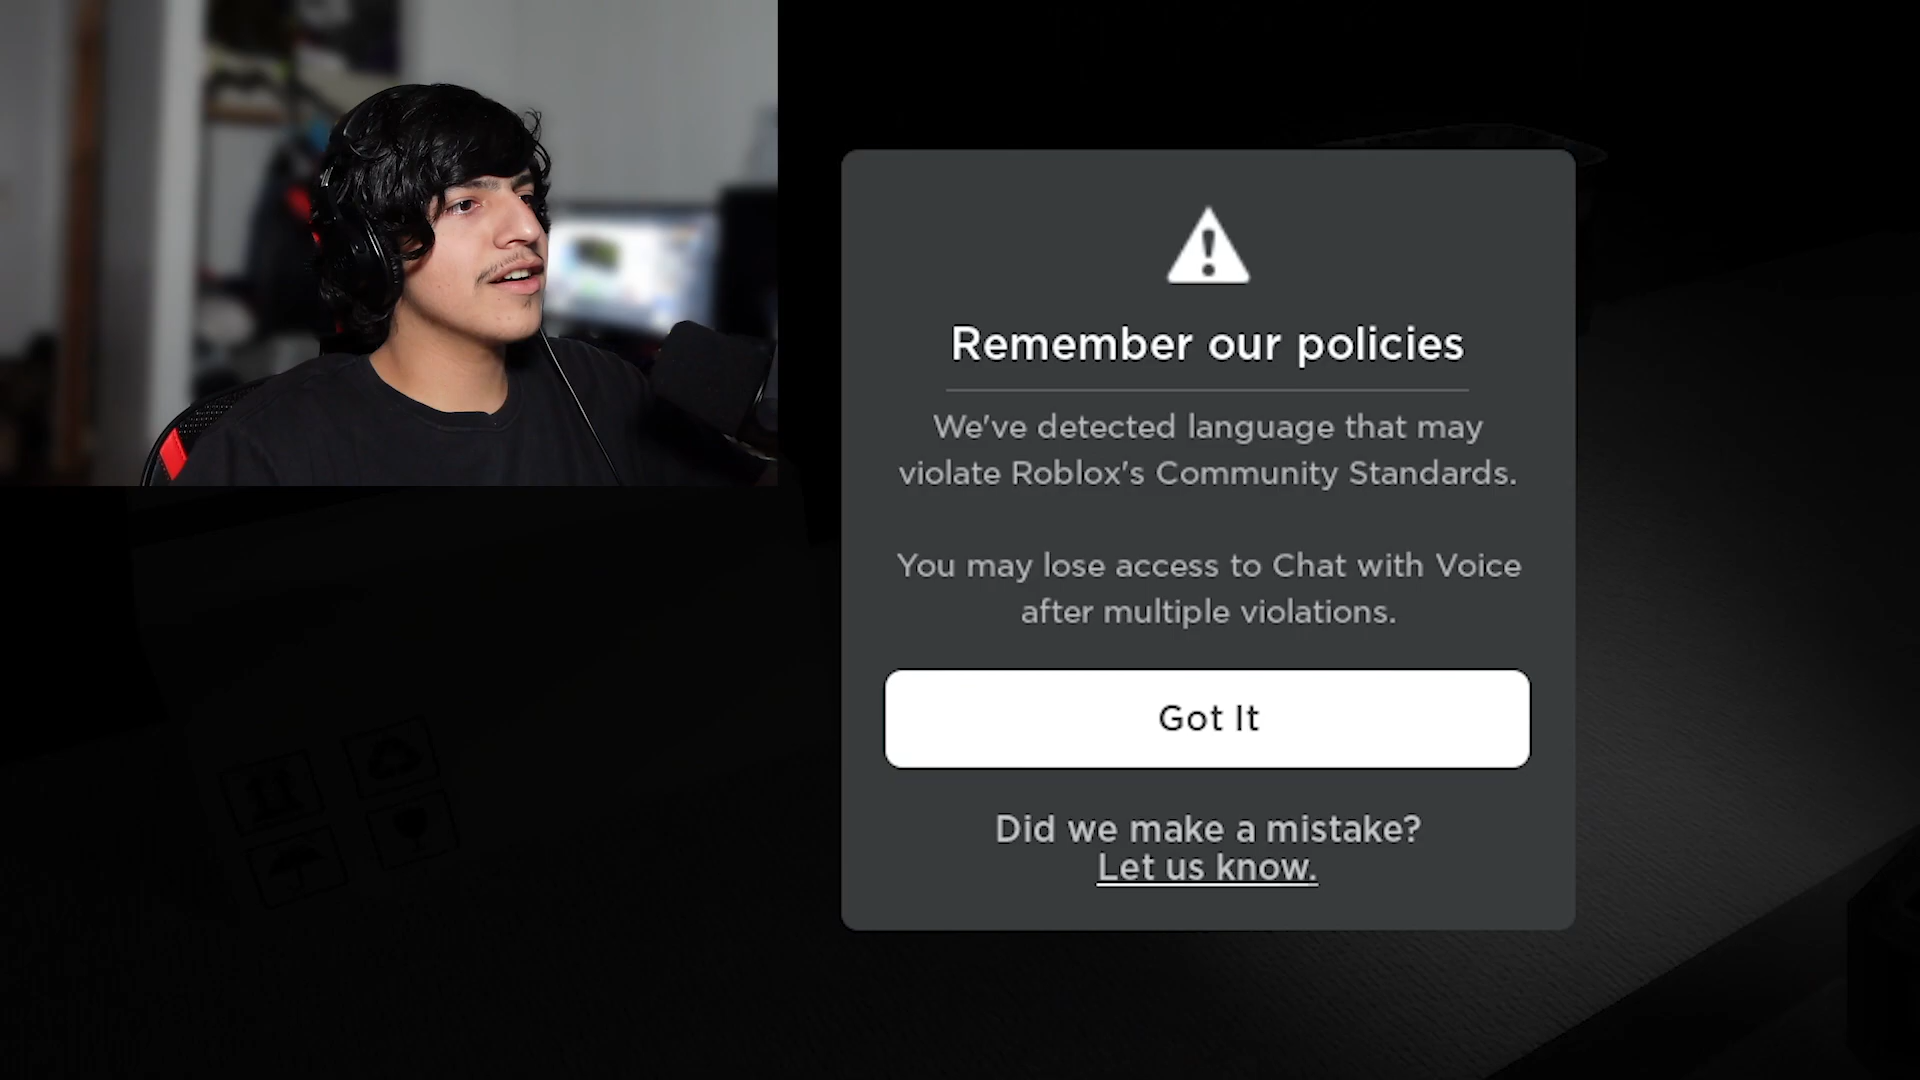 Remember our policies
We've detected language that may
violate Roblox's Community Standards.
You may lose access to Chat with Voice
after multiple violations.
Got It
Did we make a mistake?
Let us know.